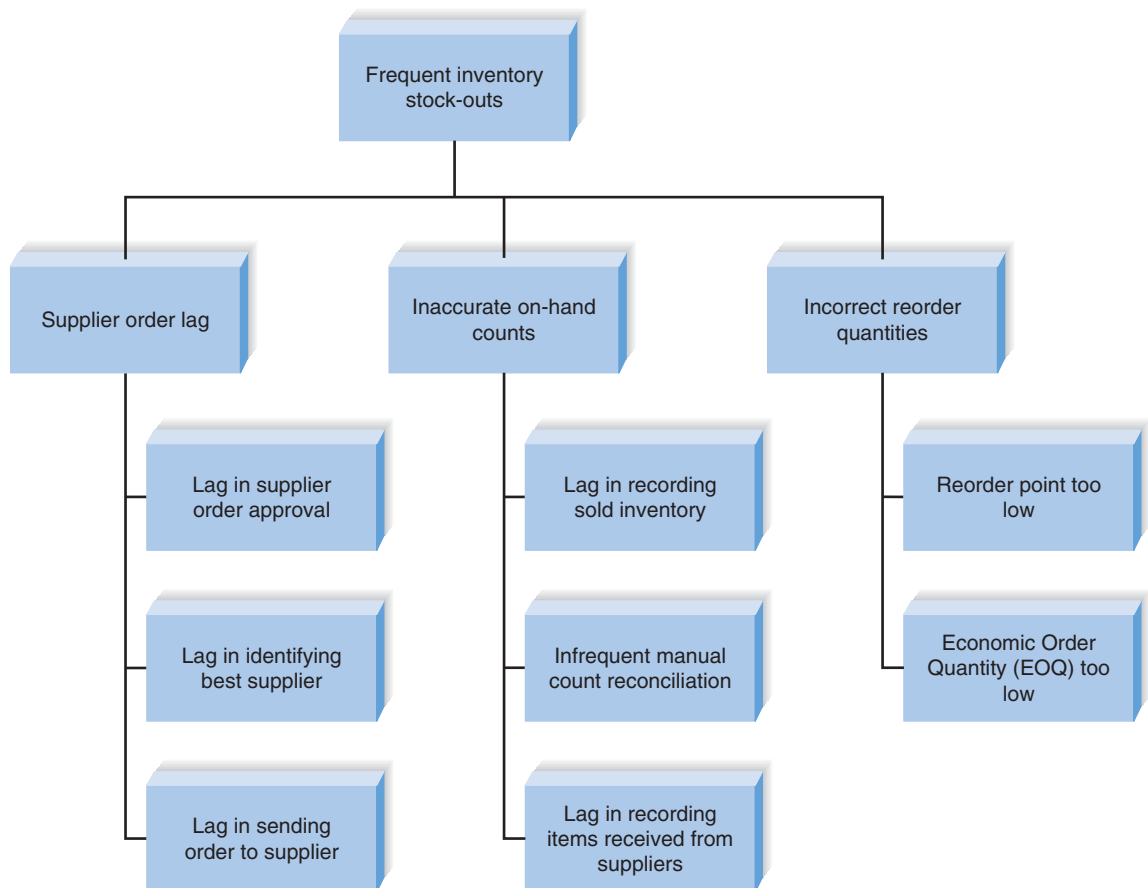 Frequent inventory
stock-outs
Supplier order lag
Inaccurate on-hand
counts
Incorrect reorder
quantities
Lag in supplier
order approval
Lag in recording
sold inventory
Reorder point too
low
Lag in identifying
best supplier
Infrequent manual
count reconciliation
Economic Order
Quantity (EOQ) too
low
Lag in sending
order to supplier
Lag in recording
items received from
suppliers